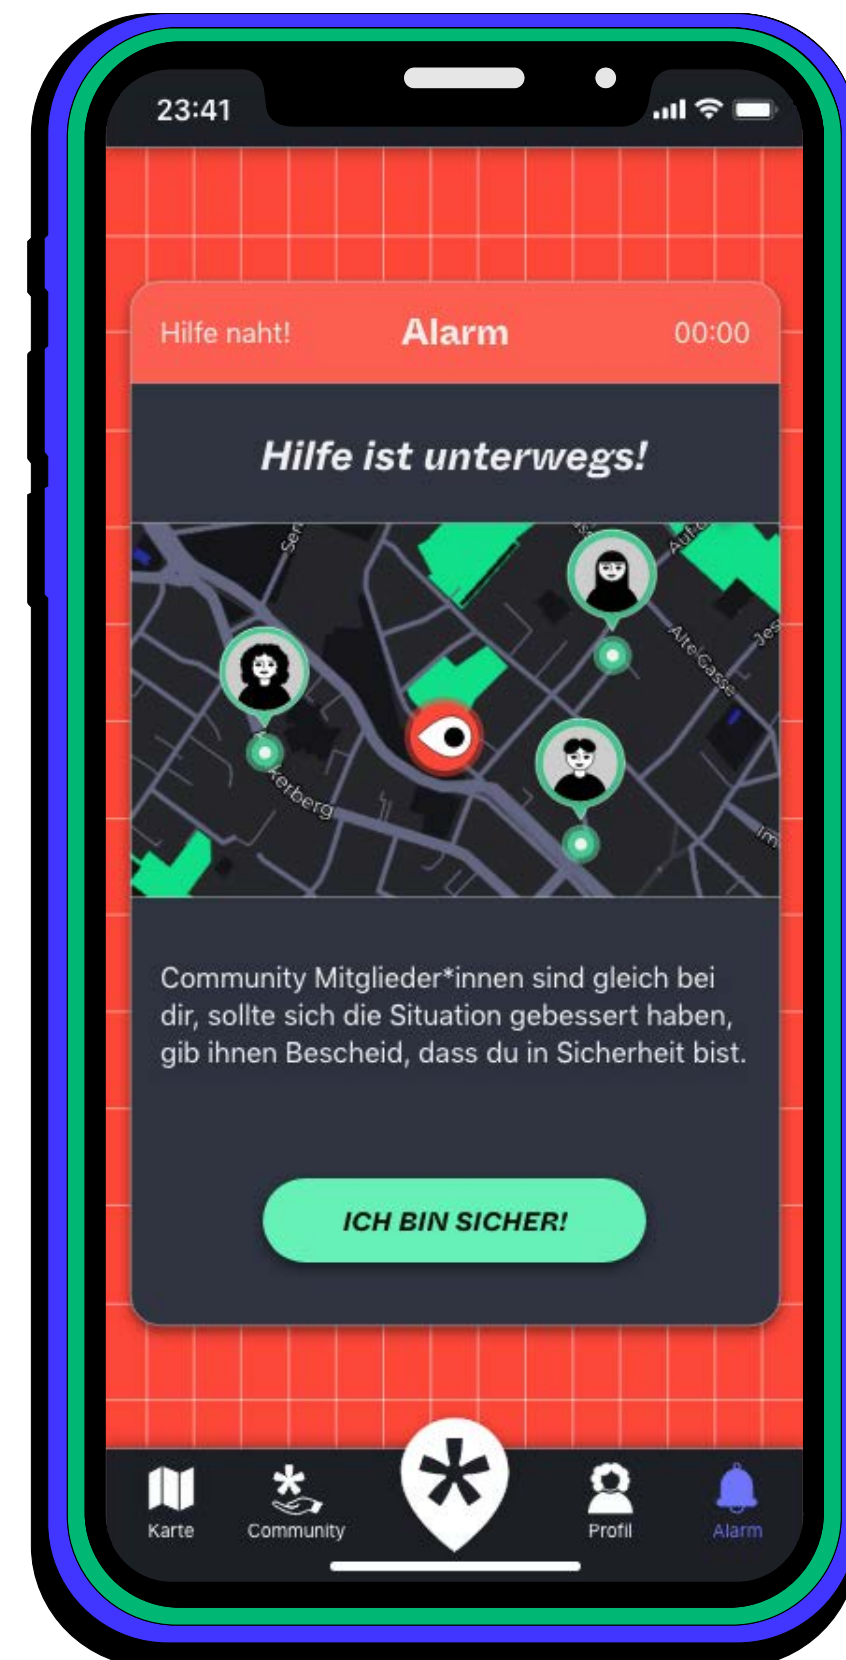 23:41
Hilfe naht!
Alarm
00:00
Hilfe ist unterwegs!
Alte Gasse
kerberg
Community Mitglieder*innen sind gleich bei
dir, sollte sich die Situation gebessert haben,
gib ihnen Bescheid, dass du in Sicherheit bist.
ICH BIN SICHER!
Karte
Community
Profil
Alarm